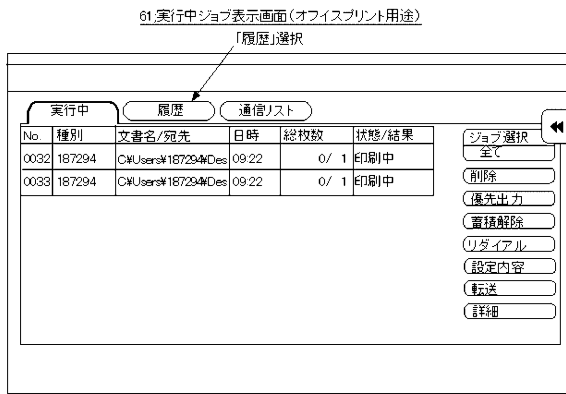 61;実行中ジョブ表示画面(オフィスプリント用途)
「履歴」選択
実行中 履歴 通信リスト
No. 種別 文書名/宛先 日時 総枚数 状態/結果
0032 187294 C¥Users¥187294¥Des 09:22 0/ 1 印刷中
0033 187294 C¥Users¥187294¥Des 09:22 0/ 1 印刷中
ジョブ選択
全て
削除
優先出力
蓄積解除
リダイアル
設定内容
転送
詳細